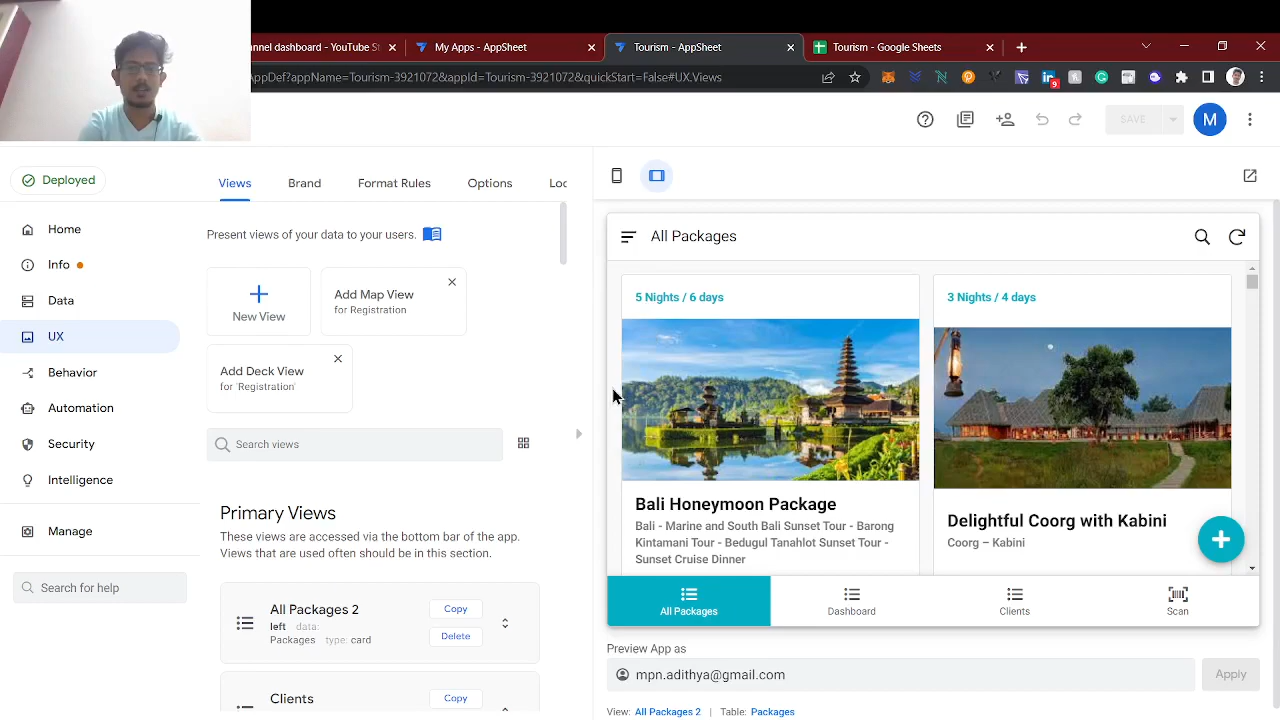 nnel dashboard - YouTube St
My Apps - AppSheet
Tourism - AppSheet
Tourism - Google Sheets
AppDef?appName=Tourism-3921072&appId=Tourism-3921072&quickStart=False#UX.Views
9
SAVE
M
Deployed
Views
Brand
Format Rules
Options
Loc
Home
Info
Data
UX
Behavior
Automation
Security
Intelligence
Manage
Search for help
Present views of your data to your users.
New View
Add Map View
for Registration
Add Deck View
for 'Registration'
Search views
Primary Views
These views are accessed via the bottom bar of the app.
Views that are used often should be in this section.
All Packages 2
left data:
Packages type: card
Copy
Delete
Clients
Copy
All Packages
5 Nights / 6 days
Bali Honeymoon Package
Bali - Marine and South Bali Sunset Tour - Barong
Kintamani Tour - Bedugul Tanahlot Sunset Tour -
Sunset Cruise Dinner
3 Nights / 4 days
Delightful Coorg with Kabini
Coorg – Kabini
All Packages
Dashboard
Clients
Scan
Preview App as
mpn.adithya@gmail.com
Apply
View: All Packages 2 | Table: Packages